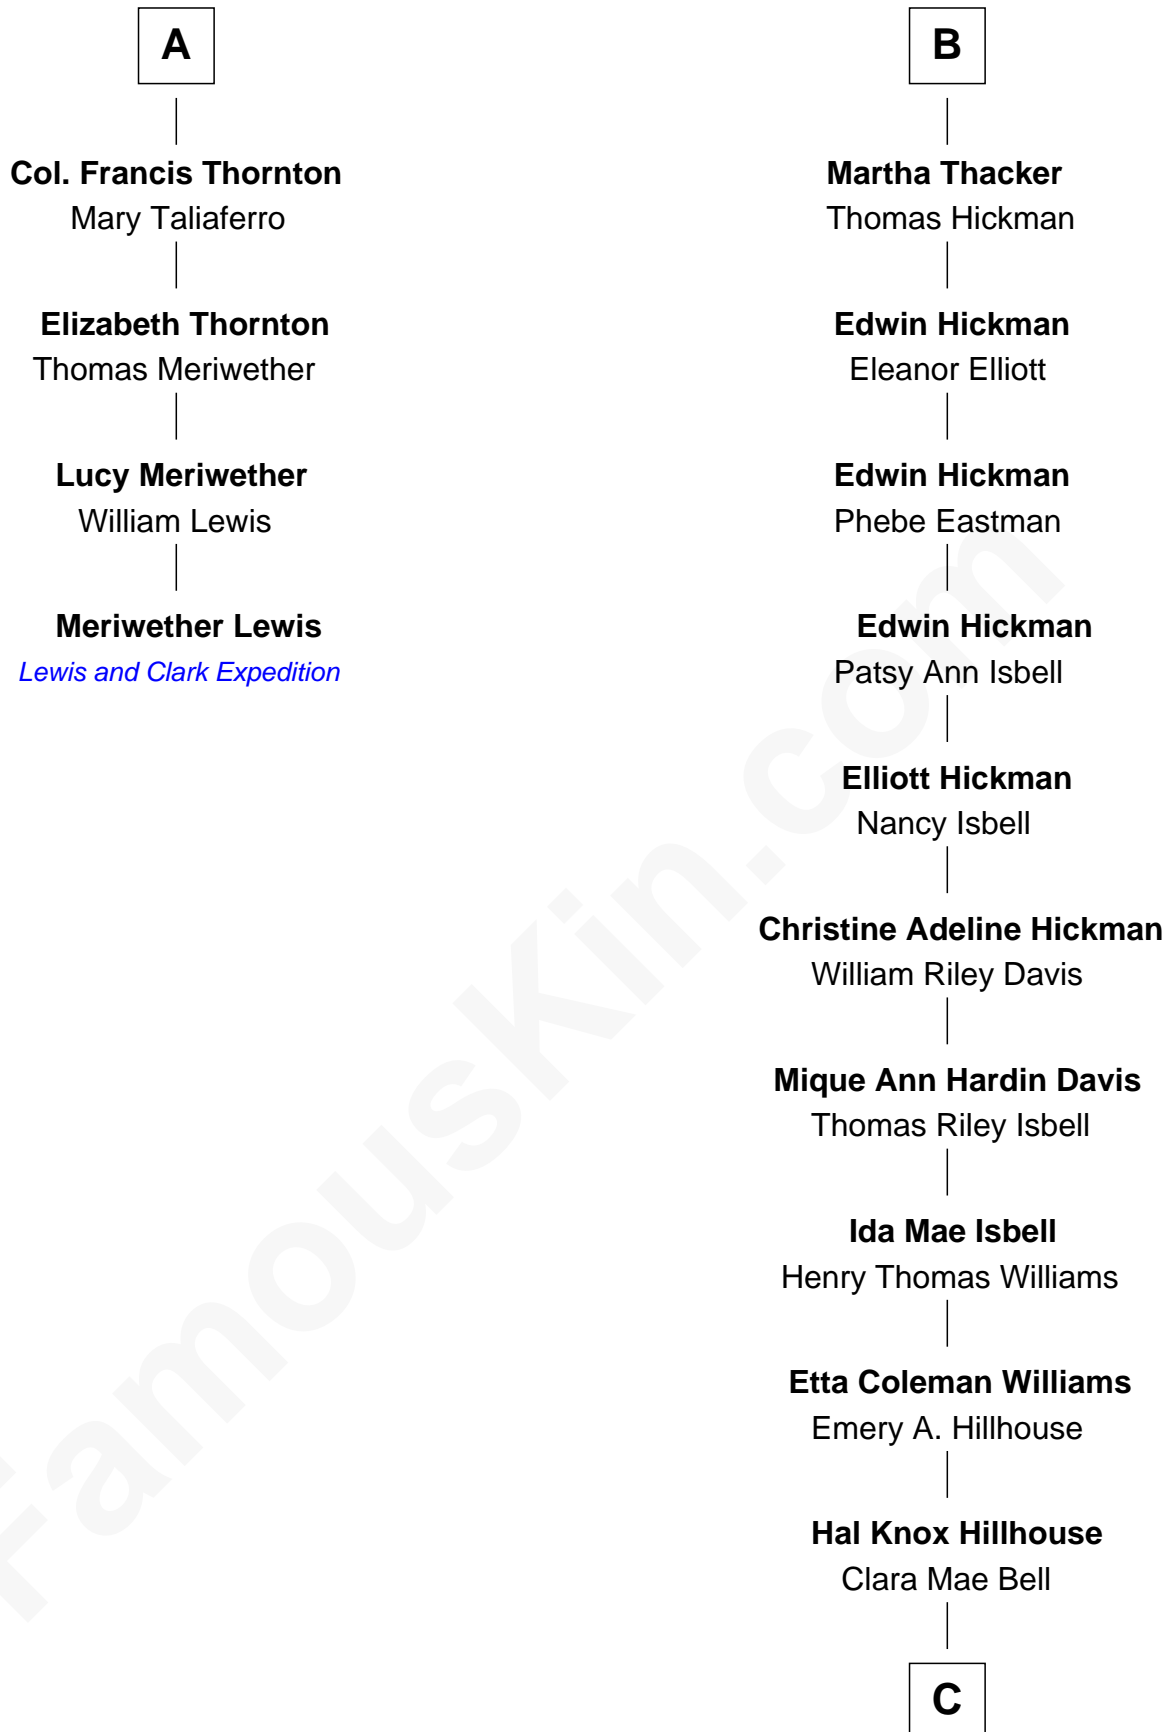 A
Col. Francis Thornton
Mary Taliaferro
Elizabeth Thornton
Thomas Meriwether
Lucy Meriwether
William Lewis
Meriwether Lewis
Lewis and Clark Expedition
B
Martha Thacker
Thomas Hickman
Edwin Hickman
Eleanor Elliott
Edwin Hickman
Phebe Eastman
Edwin Hickman
Patsy Ann Isbell
Elliott Hickman
Nancy Isbell
Christine Adeline Hickman
William Riley Davis
Mique Ann Hardin Davis
Thomas Riley Isbell
Ida Mae Isbell
Henry Thomas Williams
Etta Coleman Williams
Emery A. Hillhouse
Hal Knox Hillhouse
Clara Mae Bell
C
FamousKin.com